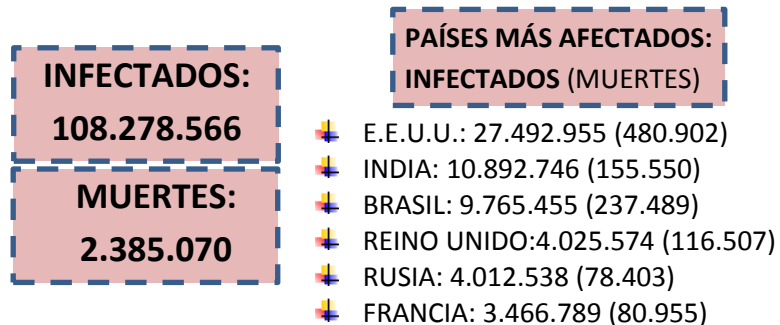 INFECTADOS:
108.278.566
MUERTES:
2.385.070
PAÍSES MÁS AFECTADOS:
INFECTADOS (MUERTES)
E.E.U.U.: 27.492.955 (480.902)
INDIA: 10.892.746 (155.550)
BRASIL: 9.765.455 (237.489)
REINO UNIDO:4.025.574 (116.507)
RUSIA: 4.012.538 (78.403)
FRANCIA: 3.466.789 (80.955)